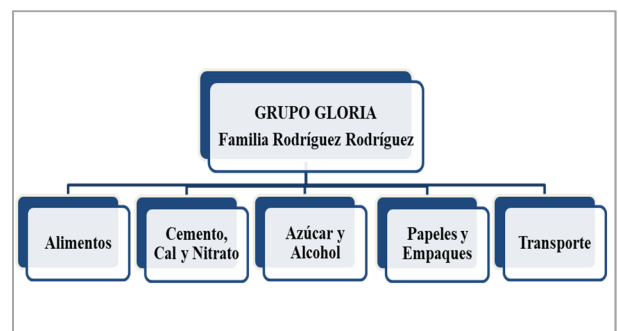 GRUPO GLORIA
Familia Rodríguez Rodríguez
Alimentos
Cemento,
Cal y Nitrato
Azúcar y
Alcohol
Papeles y
Empaques
Transporte